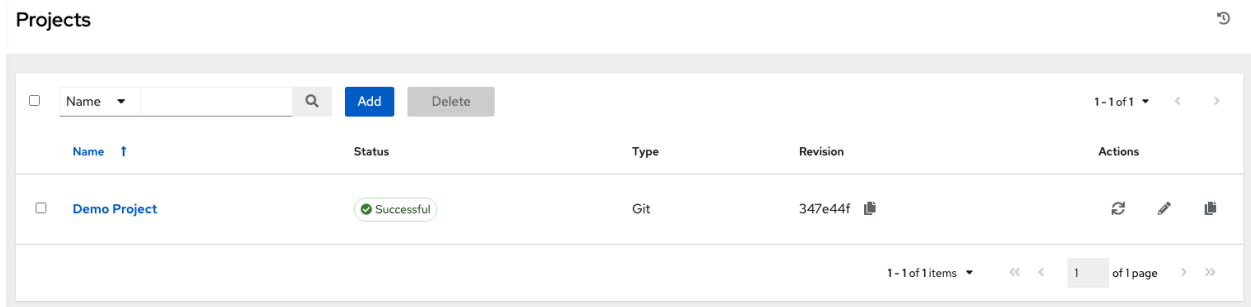 Projects
Name Add Delete 1 - 1 of 1
Name Status Type Revision Actions
Demo Project Successful Git 347e44f
1 - 1 of 1 items 1 of 1 page